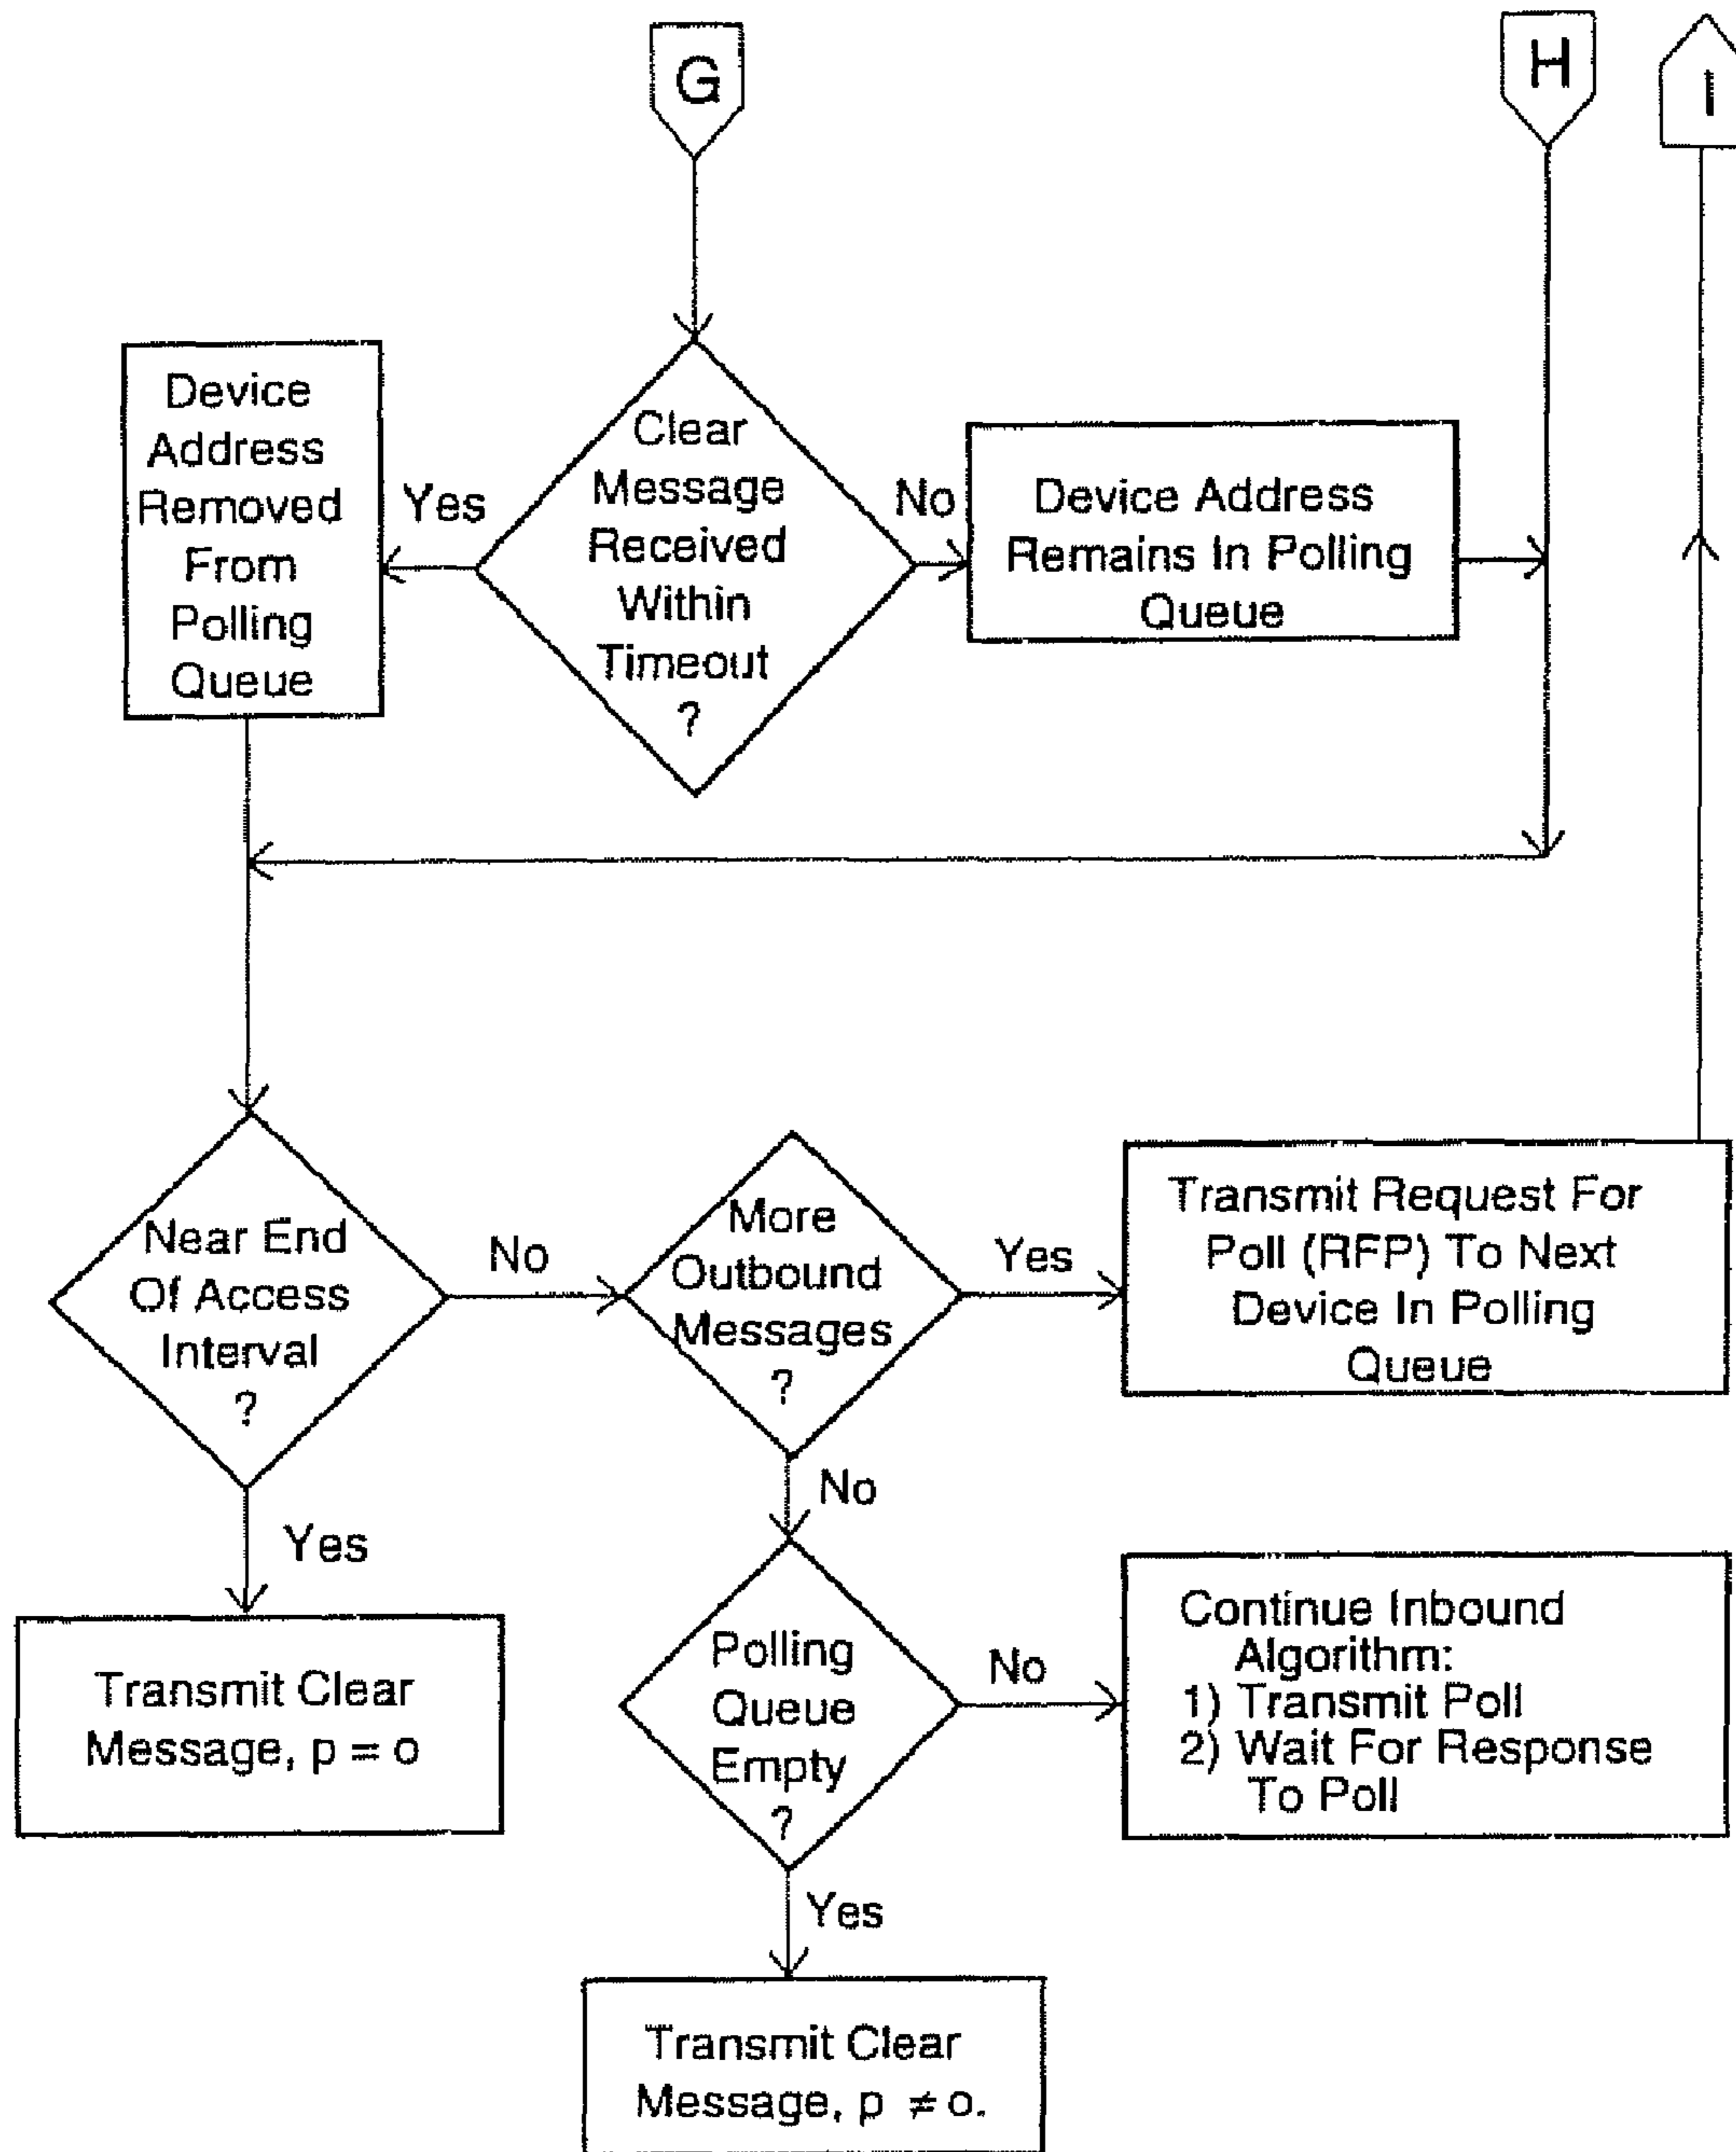 G
H
I
Device
Address
Removed
From
Polling
Queue
Yes
Clear
Message
Received
Within
Timeout
?
No
Device Address
Remains In Polling
Queue
Near End
Of Access
Interval
?
No
More
Outbound
Messages
?
Yes
Transmit Request For
Poll (RFP) To Next
Device In Polling
Queue
Yes
No
Transmit Clear
Message, p = o
Polling
Queue
Empty
?
No
Continue Inbound
Algorithm:
1) Transmit Poll
2) Wait For Response
To Poll
Yes
Transmit Clear
Message, p ≠ o.